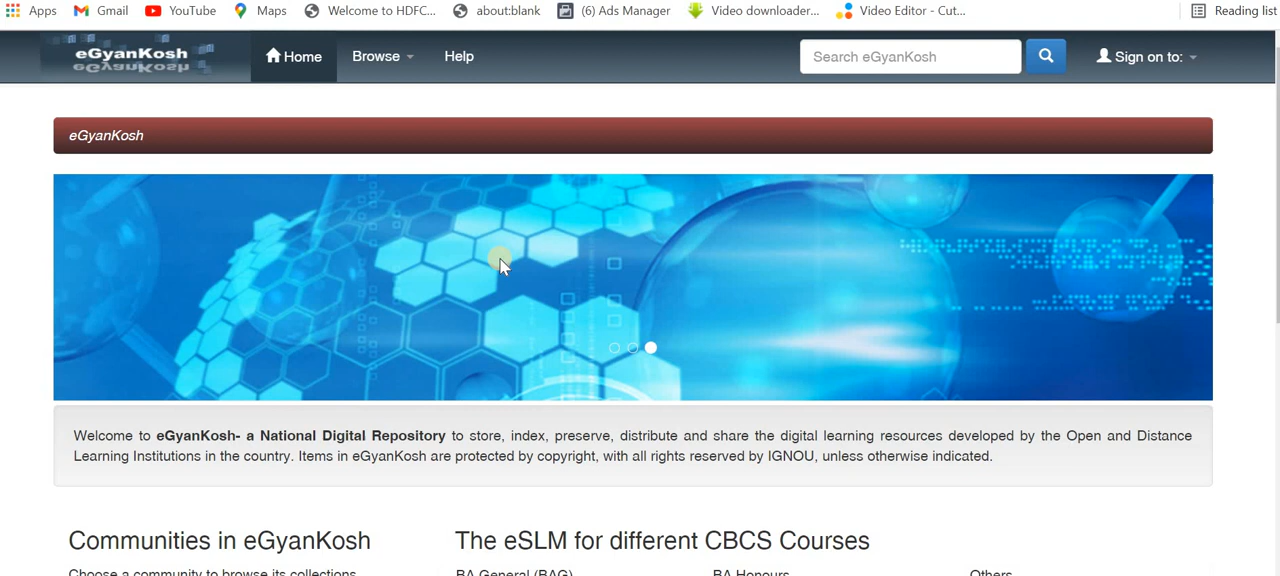 Apps Gmail YouTube Maps Welcome to HDFC... about:blank (6) Ads Manager Video downloader... Video Editor - Cut... Reading list
eGyanKosh Home Browse Help Search eGyanKosh Sign on to:
eGyanKosh
Welcome to eGyanKosh- a National Digital Repository to store, index, preserve, distribute and share the digital learning resources developed by the Open and Distance
Learning Institutions in the country. Items in eGyanKosh are protected by copyright, with all rights reserved by IGNOU, unless otherwise indicated.
Communities in eGyanKosh The eSLM for different CBCS Courses
Choose a community to browse its collections BA General (BAG) BA Honours Others